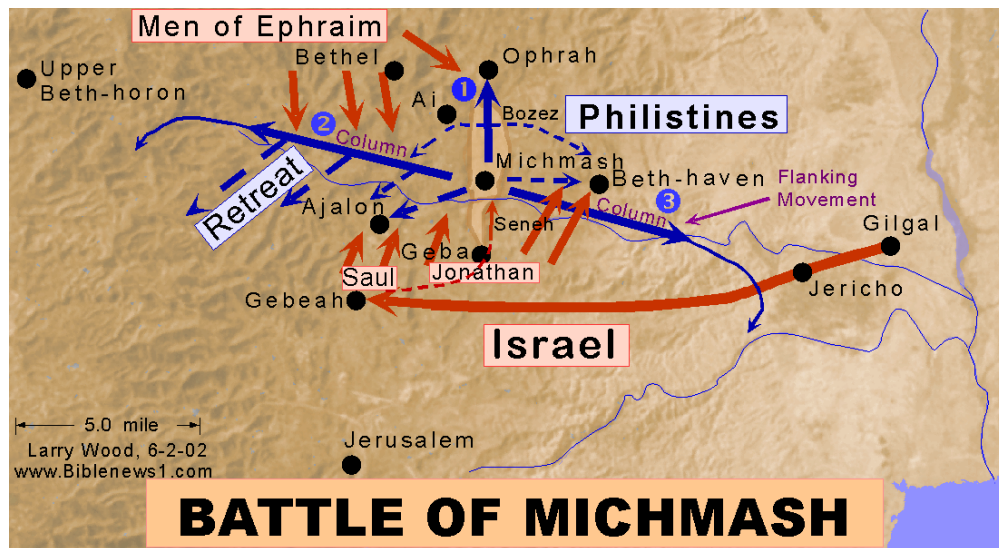 Men of Ephraim
Upper
Beth-horon
Bethel
Ophrah
1
Ai
Bozez
Philistines
2
Column
Michmash
Beth-haven
Flanking
Movement
Retreat
Column
3
Ajalon
Seneh
Gilgal
Geba
Saul
Jonathan
Jericho
Gebeah
Israel
5.0 mile
Larry Wood, 6-2-02
www.Biblenews1.com
Jerusalem
BATTLE OF MICHMASH